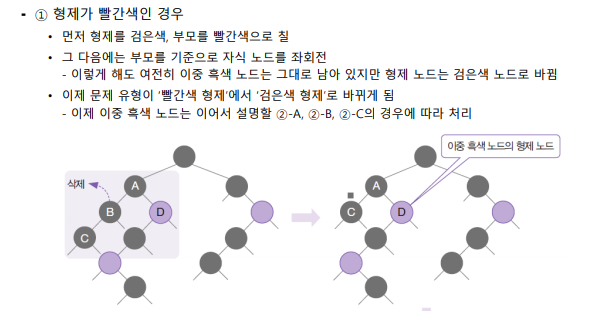 - ① 형제가 빨간색인 경우
• 먼저 형제를 검은색, 부모를 빨간색으로 칠
• 그 다음에는 부모를 기준으로 자식 노드를 좌회전
- 이렇게 해도 여전히 이중 흑색 노드는 그대로 남아 있지만 형제 노드는 검은색 노드로 바뀜
• 이제 문제 유형이 '빨간색 형제'에서 '검은색 형제'로 바뀌게 됨
- 이제 이중 흑색 노드는 이어서 설명할 ②-A, ②-B, ②-C의 경우에 따라 처리
이중 흑색 노드의 형제 노드
삭제
A
B
D
C
A
C
D